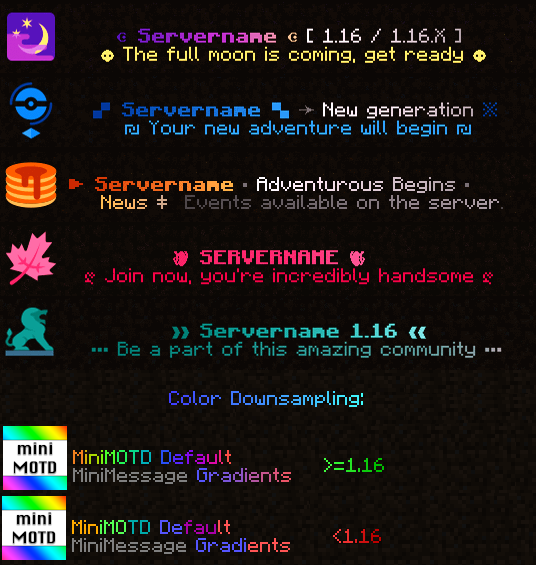 Servername [ 1.16 / 1.16.X ]
The full moon is coming, get ready
Servername → New generation ※
₪ Your new adventure will begin ₪
► Servername • Adventurous Begins •
News ǂ Events available on the server.
SERVERNAME
Join now, you're incredibly handsome
» Servername 1.16 «
••• Be a part of this amazing community •••
Color Downsampling:
mini
MOTD
MiniMOTD Default
MiniMessage Gradients
>=1.16
mini
MOTD
MiniMOTD Default
MiniMessage Gradients
<1.16